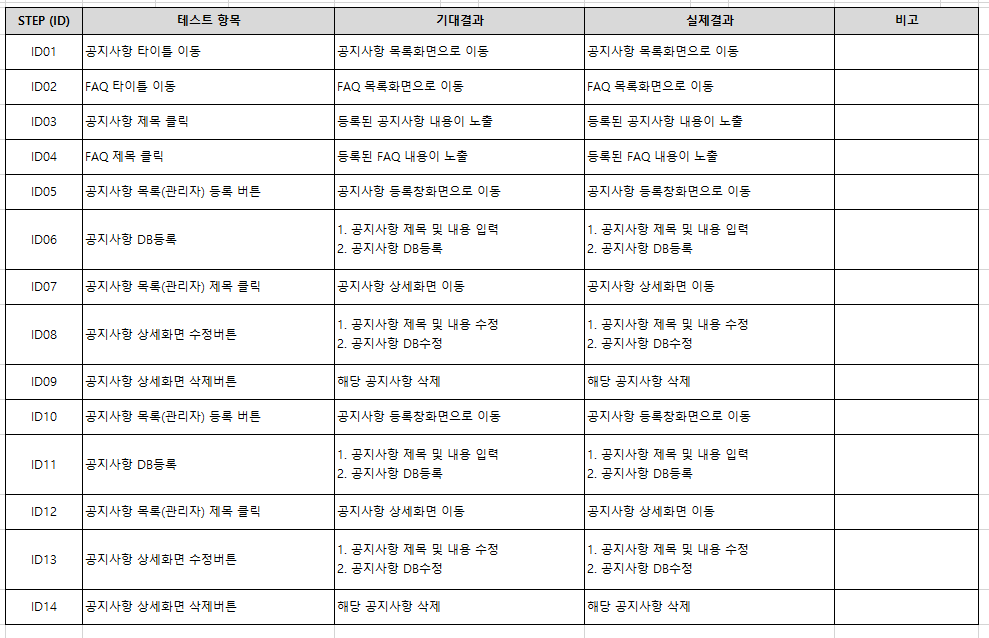 STEP (ID) 테스트 항목 기대결과 실제결과 비고
ID01 공지사항 타이틀 이동 공지사항 목록화면으로 이동 공지사항 목록화면으로 이동
ID02 FAQ 타이틀 이동 FAQ 목록화면으로 이동 FAQ 목록화면으로 이동
ID03 공지사항 제목 클릭 등록된 공지사항 내용이 노출 등록된 공지사항 내용이 노출
ID04 FAQ 제목 클릭 등록된 FAQ 내용이 노출 등록된 FAQ 내용이 노출
ID05 공지사항 목록(관리자) 등록 버튼 공지사항 등록창화면으로 이동 공지사항 등록창화면으로 이동
ID06 공지사항 DB등록
1. 공지사항 제목 및 내용 입력
2. 공지사항 DB등록
1. 공지사항 제목 및 내용 입력
2. 공지사항 DB등록
ID07 공지사항 목록(관리자) 제목 클릭 공지사항 상세화면 이동 공지사항 상세화면 이동
ID08 공지사항 상세화면 수정버튼
1. 공지사항 제목 및 내용 수정
2. 공지사항 DB수정
1. 공지사항 제목 및 내용 수정
2. 공지사항 DB수정
ID09 공지사항 상세화면 삭제버튼 해당 공지사항 삭제 해당 공지사항 삭제
ID10 공지사항 목록(관리자) 등록 버튼 공지사항 등록창화면으로 이동 공지사항 등록창화면으로 이동
ID11 공지사항 DB등록
1. 공지사항 제목 및 내용 입력
2. 공지사항 DB등록
1. 공지사항 제목 및 내용 입력
2. 공지사항 DB등록
ID12 공지사항 목록(관리자) 제목 클릭 공지사항 상세화면 이동 공지사항 상세화면 이동
ID13 공지사항 상세화면 수정버튼
1. 공지사항 제목 및 내용 수정
2. 공지사항 DB수정
1. 공지사항 제목 및 내용 수정
2. 공지사항 DB수정
ID14 공지사항 상세화면 삭제버튼 해당 공지사항 삭제 해당 공지사항 삭제